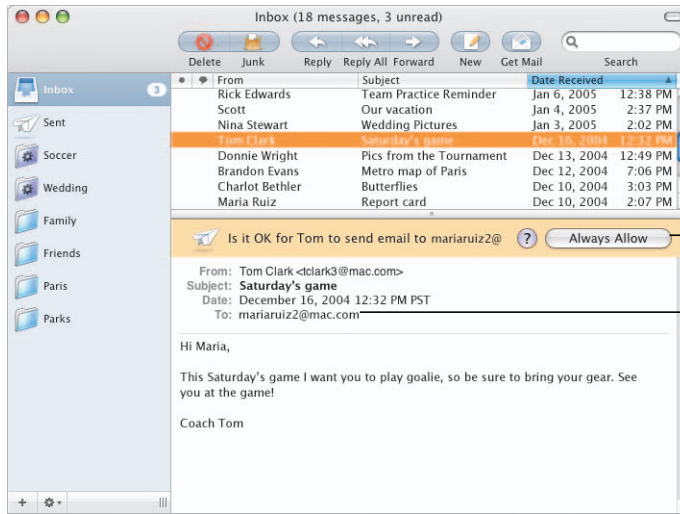 Inbox (18 messages, 3 unread)
Delete Junk Reply Reply All Forward New Get Mail Search
From Subject Date Received
Inbox 3
Sent
Soccer
Wedding
Family
Friends
Paris
Parks
Rick Edwards Team Practice Reminder Jan 6, 2005 12:38 PM
Scott Our vacation Jan 4, 2005 2:37 PM
Nina Stewart Wedding Pictures Jan 3, 2005 2:02 PM
Tom Clark Saturday's game Dec 16, 2004 12:32 PM
Donnie Wright Pics from the Tournament Dec 13, 2004 12:49 PM
Brandon Evans Metro map of Paris Dec 12, 2004 7:06 PM
Charlot Bethler Butterflies Dec 10, 2004 3:03 PM
Maria Ruiz Report card Dec 10, 2004 2:07 PM
Is it OK for Tom to send email to mariaruiz2@ ? Always Allow
From: Tom Clark <tclark3@mac.com>
Subject: Saturday's game
Date: December 16, 2004 12:32 PM PST
To: mariaruiz2@mac.com
Hi Maria,
This Saturday's game I want you to play goalie, so be sure to bring your gear. See
you at the game!
Coach Tom